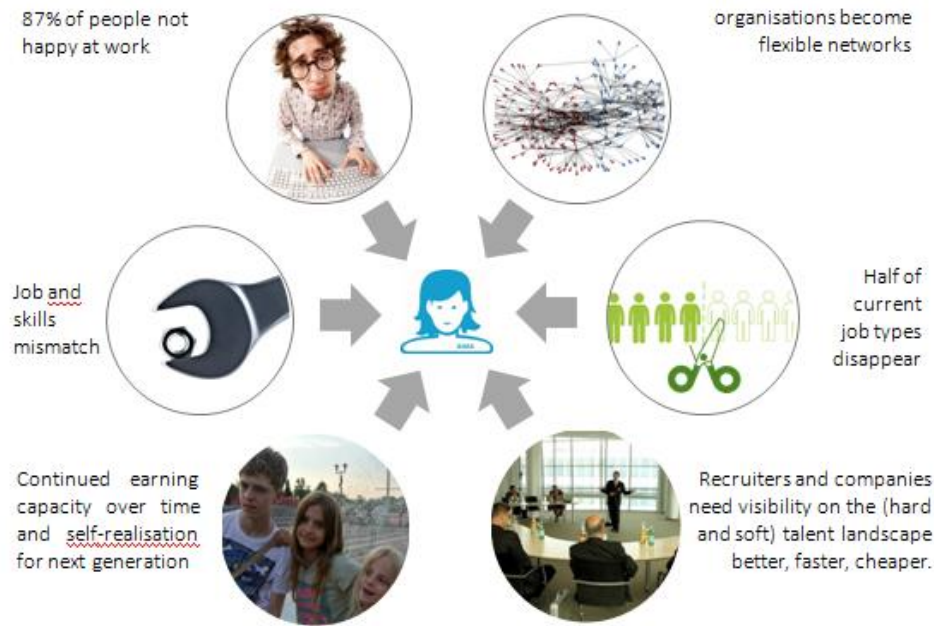 87% of people not
happy at work
organisations become
flexible networks
Job and
skills
mismatch
Half of
current
job types
disappear
Continued earning
capacity over time
and self-realisation
for next generation
Recruiters and companies
need visibility on the (hard
and soft) talent landscape
better, faster, cheaper.